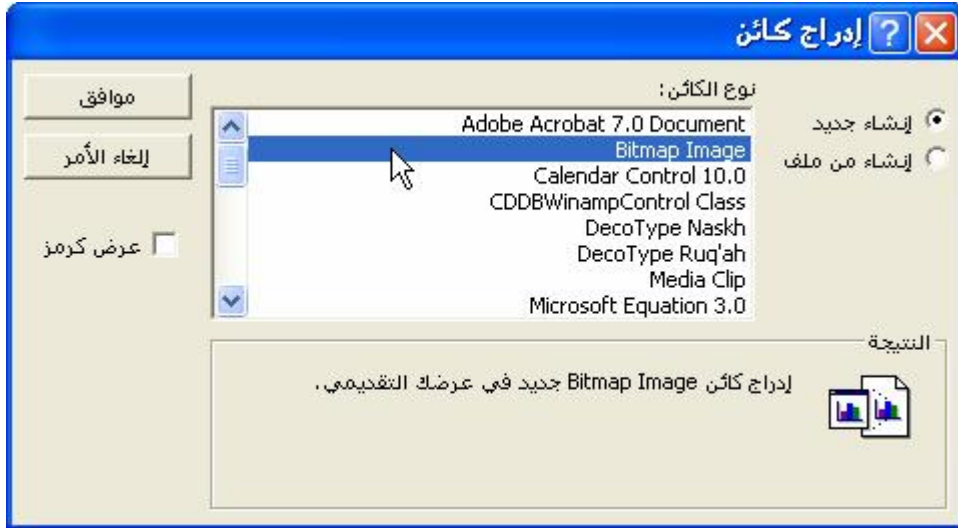 إدراج كائن
نوع الكائن:
إنشاء جديد
إنشاء من ملف
Adobe Acrobat 7.0 Document
Bitmap Image
Calendar Control 10.0
CDDBWinampControl Class
DecoType Naskh
DecoType Ruq'ah
Media Clip
Microsoft Equation 3.0
موافق
إلغاء الأمر
عرض كرمز
النتيجة
إدراج كائن Bitmap Image جديد في عرضك التقديمي.